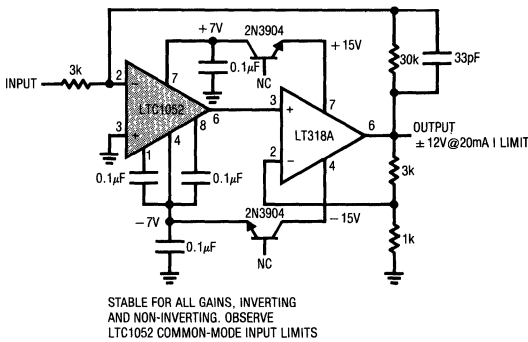 +7V
2N3904
+15V
3k
INPUT
2
7
0.1µF
NC
30k
33pF
LTC1052
−
+
3
6
8
1
4
3
+
7
LT318A
6
2
−
4
OUTPUT
±12V@20mA I LIMIT
0.1µF
0.1µF
3k
−7V
2N3904
−15V
0.1µF
NC
1k
STABLE FOR ALL GAINS, INVERTING
AND NON-INVERTING. OBSERVE
LTC1052 COMMON-MODE INPUT LIMITS